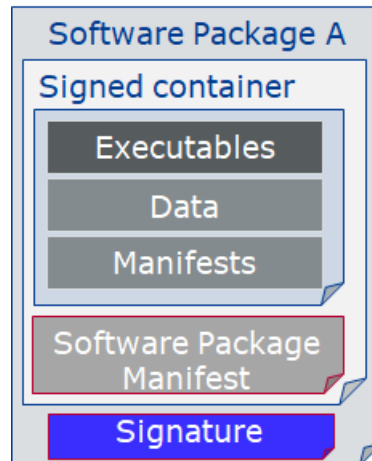 Software Package A
Signed container
Executables
Data
Manifests
Software Package
Manifest
Signature